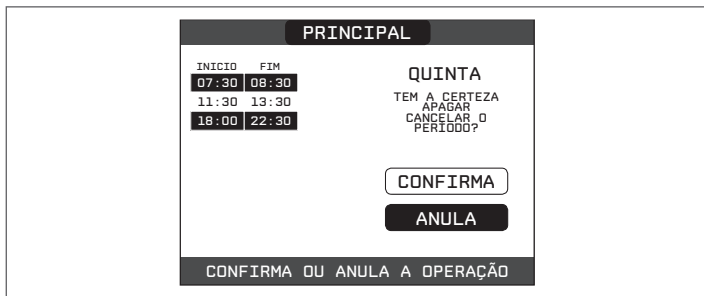 PRINCIPAL
INICIO FIM
07:30 08:30
11:30 13:30
18:00 22:30
QUINTA
TEM A CERTEZA
APAGAR
CANCELAR O
PERÍODO?
CONFIRMA
ANULA
CONFIRMA OU ANULA A OPERAÇÃO